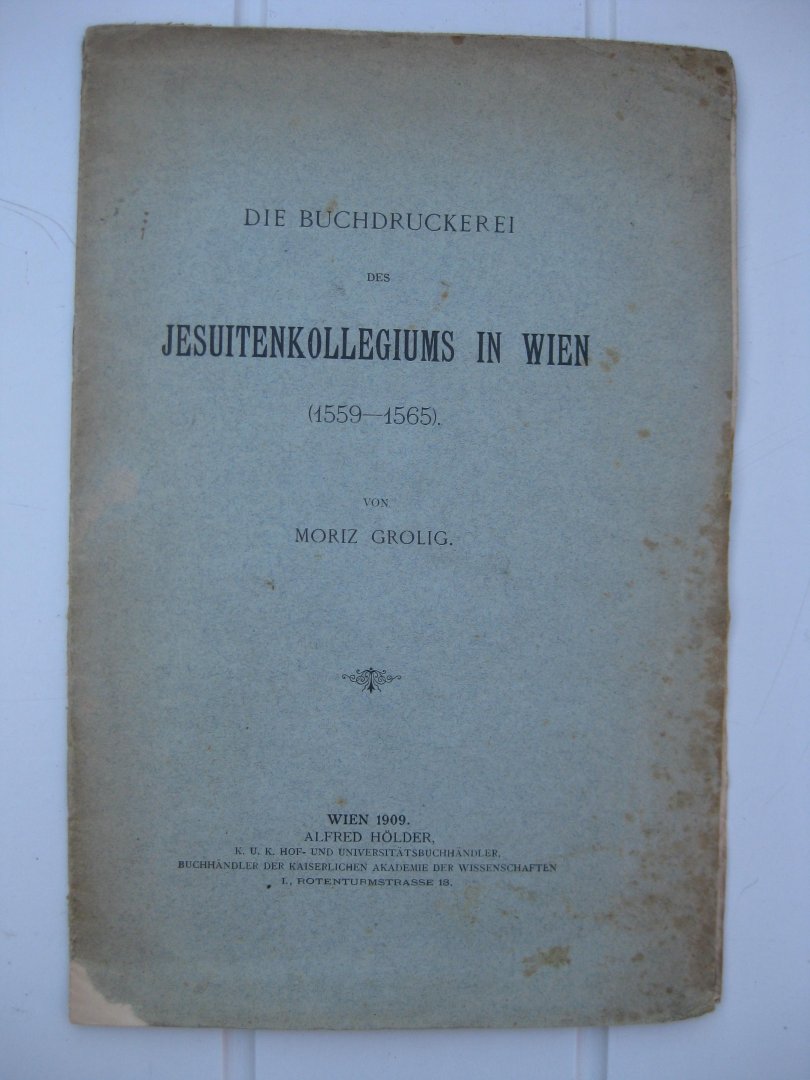 DIE BUCHDRUCKEREI
DES
JESUITENKOLLEGIUMS IN WIEN
(1559—1565).
VON
MORIZ GROLIG.
WIEN 1909.
ALFRED HÖLDER,
K. U. K. HOF- UND UNIVERSITÄTSBUCHHÄNDLER,
BUCHHÄNDLER DER KAISERLICHEN AKADEMIE DER WISSENSCHAFTEN
I., ROTENTURMSTRASSE 13.